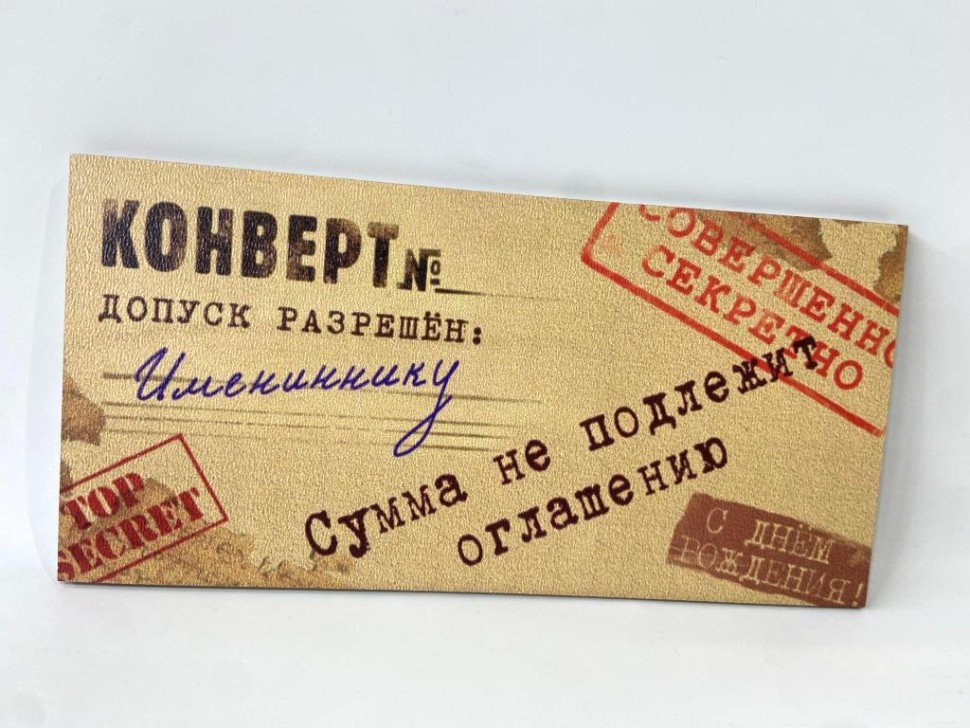 КОНВЕРТ №
ДОПУСК РАЗРЕШЁН:
Имениннику
СОВЕРШЕННО
СЕКРЕТНО
Сумма не подлежит
оглашению
TOP
SECRET
С ДНЁМ
РОЖДЕНИЯ!